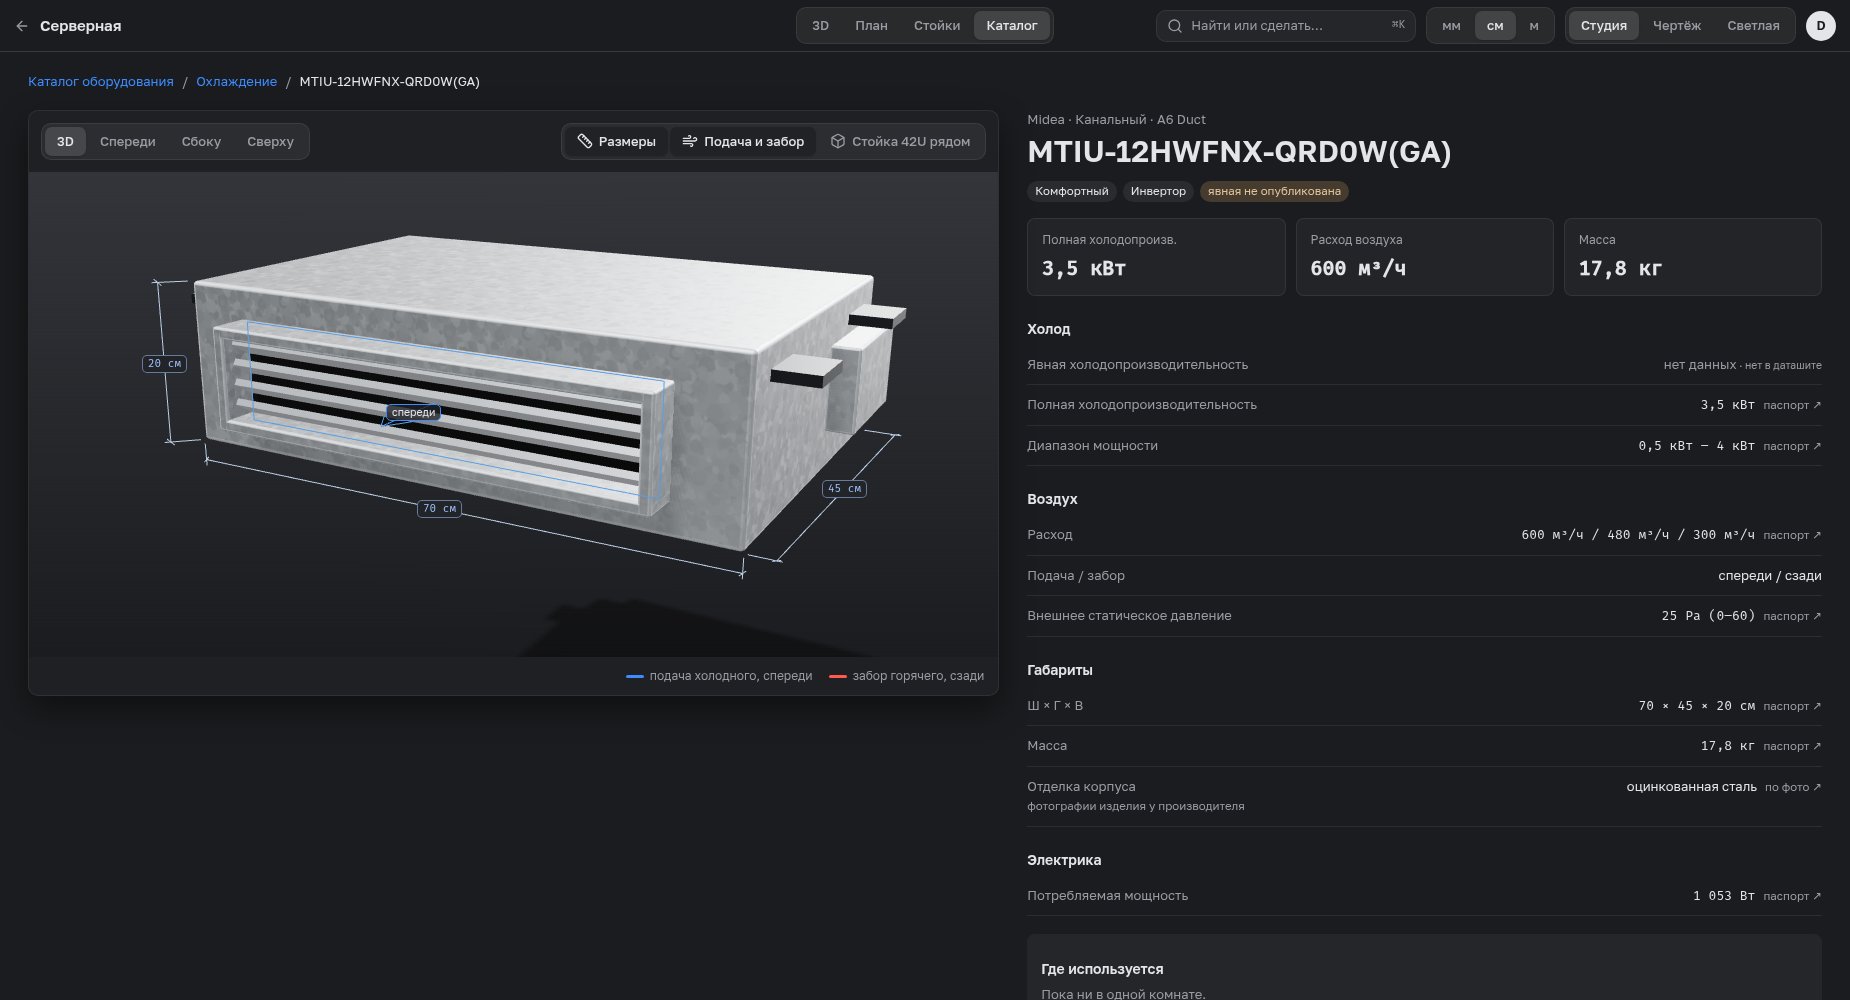 Серверная
3D План Стойки Каталог
Найти или сделать... ⌘K
мм см м
Студия Чертёж Светлая
D
Каталог оборудования / Охлаждение / MTIU-12HWFNX-QRD0W(GA)
3D Спереди Сбоку Сверху
Размеры Подача и забор Стойка 42U рядом
20 см
спереди
45 см
70 см
подача холодного, спереди забор горячего, сзади
Midea · Канальный · A6 Duct
MTIU-12HWFNX-QRD0W(GA)
Комфортный Инвертор явная не опубликована
Полная холодопроизв.
3,5 кВт
Расход воздуха
600 м³/ч
Масса
17,8 кг
Холод
Явная холодопроизводительность нет данных · нет в даташите
Полная холодопроизводительность 3,5 кВт паспорт ↗
Диапазон мощности 0,5 кВт – 4 кВт паспорт ↗
Воздух
Расход 600 м³/ч / 480 м³/ч / 300 м³/ч паспорт ↗
Подача / забор спереди / сзади
Внешнее статическое давление 25 Pa (0–60) паспорт ↗
Габариты
Ш × Г × В 70 × 45 × 20 см паспорт ↗
Масса 17,8 кг паспорт ↗
Отделка корпуса оцинкованная сталь по фото ↗
фотографии изделия у производителя
Электрика
Потребляемая мощность 1 053 Вт паспорт ↗
Где используется
Пока ни в одной комнате.